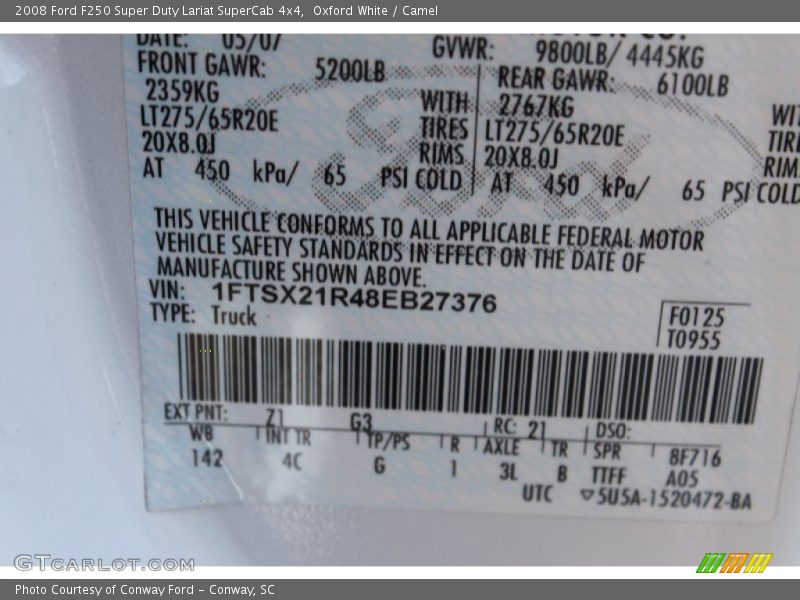 2008 Ford F250 Super Duty Lariat SuperCab 4x4, Oxford White / Camel
DATE: 05/07 GVWR: 9800LB/ 4445KG
FRONT GAWR: 5200LB REAR GAWR: 6100LB
2359KG WITH 2767KG WIT
LT275/65R20E TIRES LT275/65R20E TIRE
20X8.0J RIMS 20X8.0J RIM
AT 450 kPa/ 65 PSI COLD AT 450 kPa/ 65 PSI COLD
THIS VEHICLE CONFORMS TO ALL APPLICABLE FEDERAL MOTOR
VEHICLE SAFETY STANDARDS IN EFFECT ON THE DATE OF
MANUFACTURE SHOWN ABOVE.
VIN: 1FTSX21R48EB27376
TYPE: Truck
F0125
T0955
EXT PNT: Z1 G3 RC: 21 DSO:
WB INT TR TP/PS R AXLE TR SPR 8F716
142 4C G 1 3L B TTFF A05
UTC ▽5U5A-1520472-BA
GTCARLOT.COM
Photo Courtesy of Conway Ford - Conway, SC